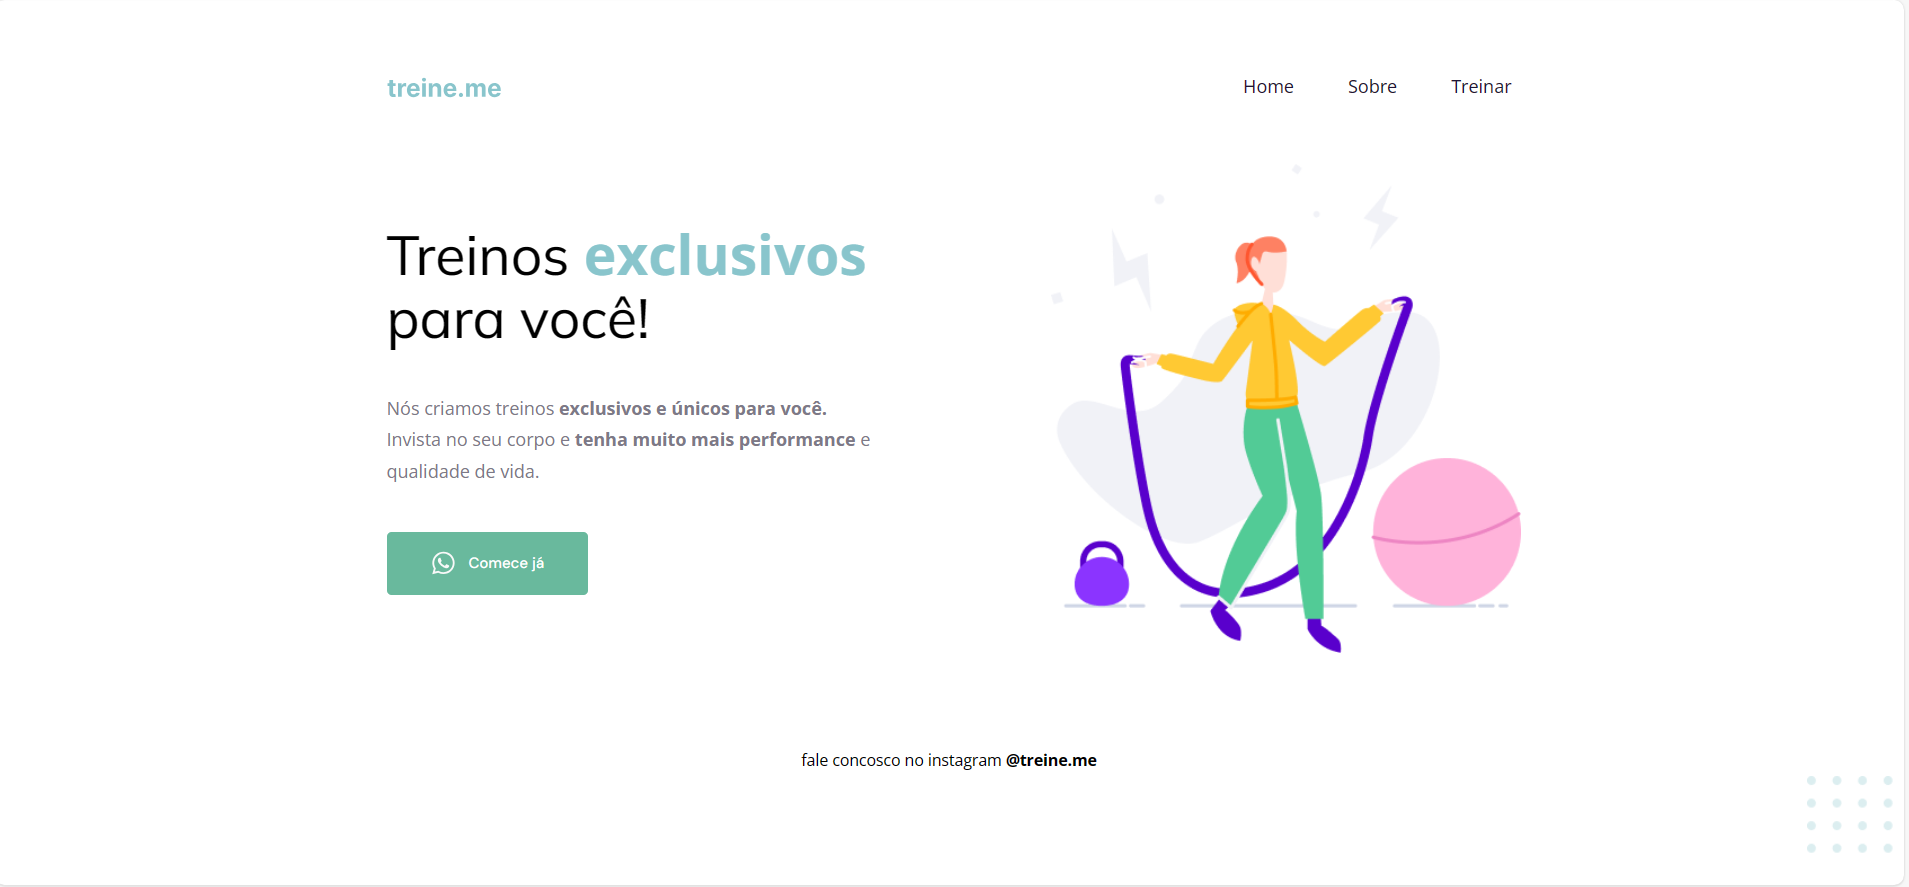 treine.me
Home Sobre Treinar
Treinos exclusivos
para você!
Nós criamos treinos exclusivos e únicos para você.
Invista no seu corpo e tenha muito mais performance e
qualidade de vida.
Comece já
fale concosco no instagram @treine.me